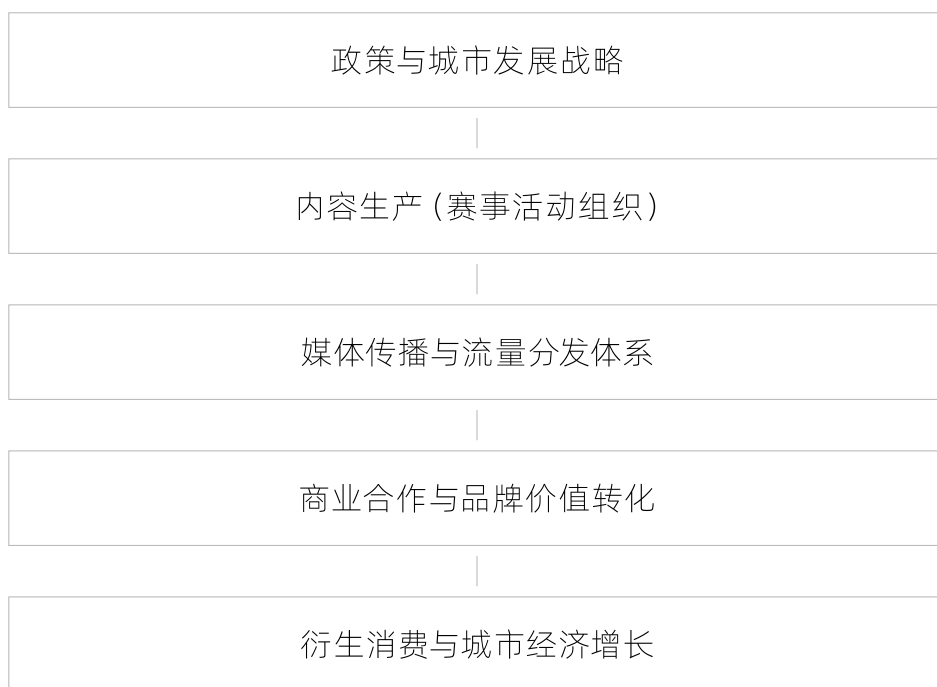 政策与城市发展战略
内容生产（赛事活动组织）
媒体传播与流量分发体系
商业合作与品牌价值转化
衍生消费与城市经济增长